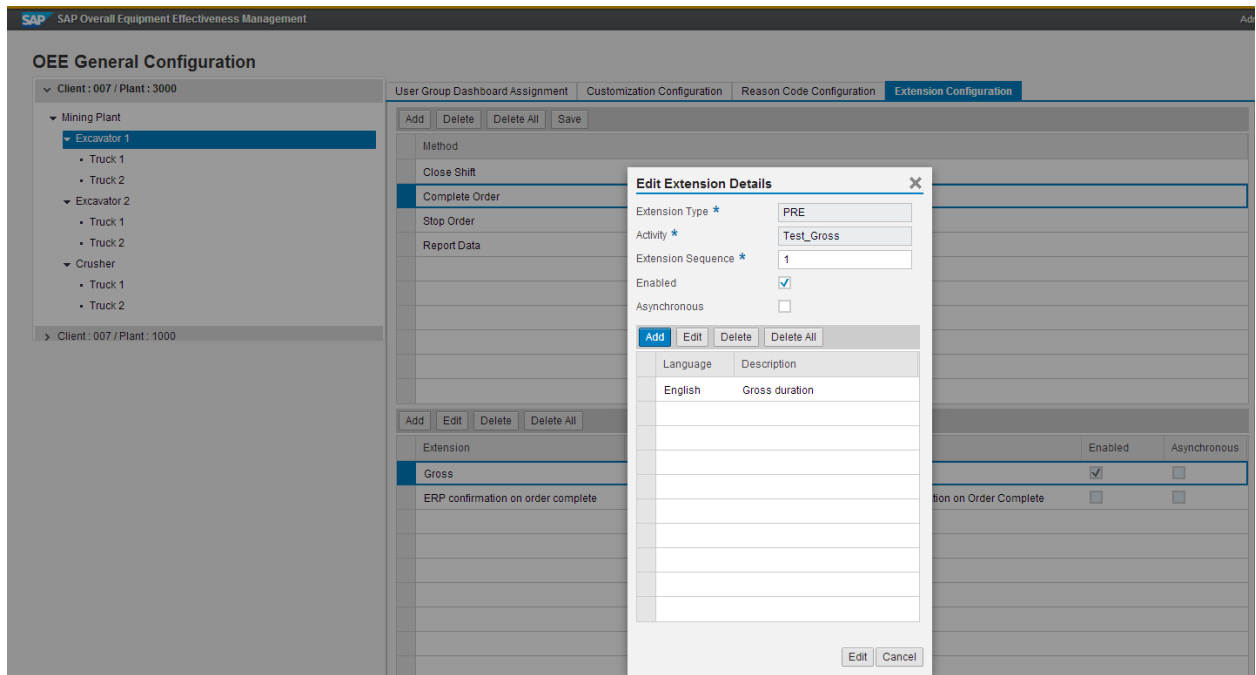 SAP SAP Overall Equipment Effectiveness Management
OEE General Configuration
Client : 007 / Plant : 3000
Mining Plant
Excavator 1
Truck 1
Truck 2
Excavator 2
Truck 1
Truck 2
Crusher
Truck 1
Truck 2
Client : 007 / Plant : 1000
User Group Dashboard Assignment Customization Configuration Reason Code Configuration Extension Configuration
Add Delete Delete All Save
Method
Close Shift
Complete Order
Stop Order
Report Data
Add Edit Delete Delete All
Extension Enabled Asynchronous
Gross
ERP confirmation on order complete on Order Complete
Edit Extension Details
Extension Type * PRE
Activity * Test_Gross
Extension Sequence * 1
Enabled
Asynchronous
Add Edit Delete Delete All
Language Description
English Gross duration
Edit Cancel